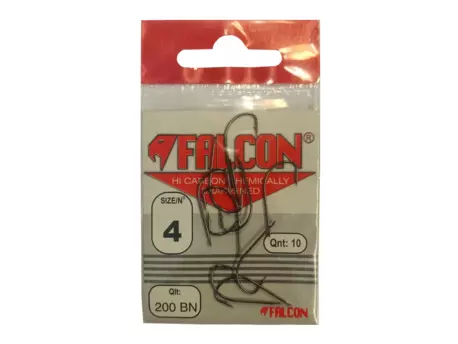 FALCON®
HI CARBON CHEMICALLY
SHARPENED
SIZE/N°
4
Qnt: 10
Qlt:
200 BN
FALCON